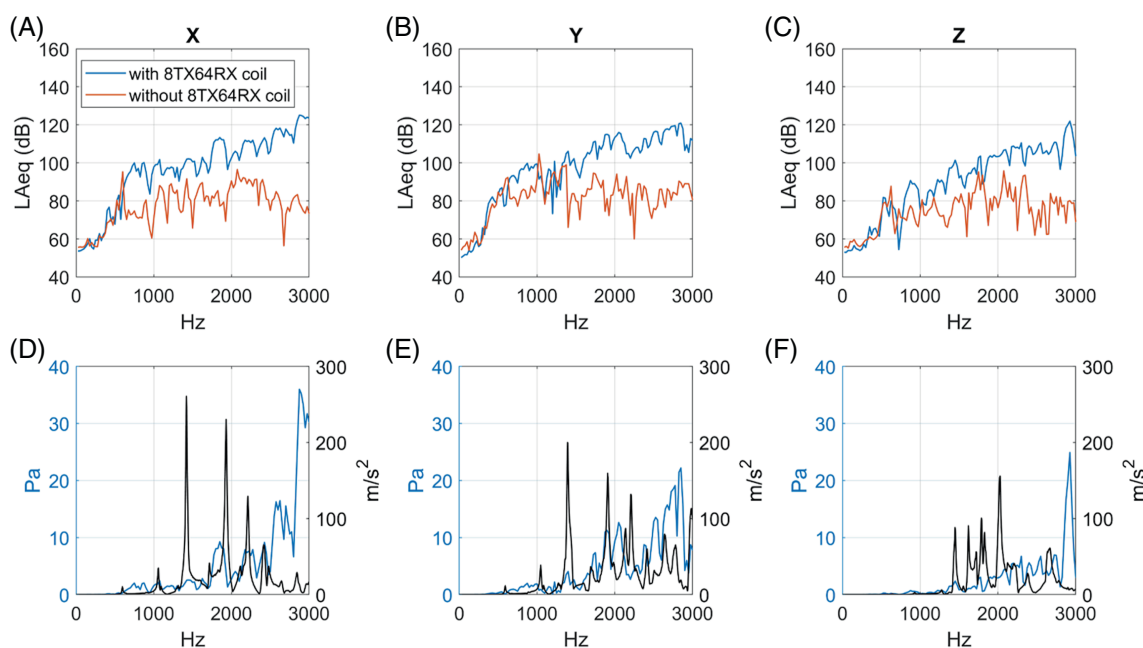 (A) X (B) Y (C) Z
160 160 160
140 140 140
120 120 120
100 100 100
80 80 80
60 60 60
40 40 40
LAeq (dB) LAeq (dB) LAeq (dB)
with 8TX64RX coil
without 8TX64RX coil
0 1000 2000 3000 0 1000 2000 3000 0 1000 2000 3000
Hz Hz Hz
(D) (E) (F)
40 300 40 300 40 300
30 30 30
200 200 200
20 20 20
100 100 100
10 10 10
0 0 0 0 0 0
Pa m/s² Pa m/s² Pa m/s²
0 1000 2000 3000 0 1000 2000 3000 0 1000 2000 3000
Hz Hz Hz